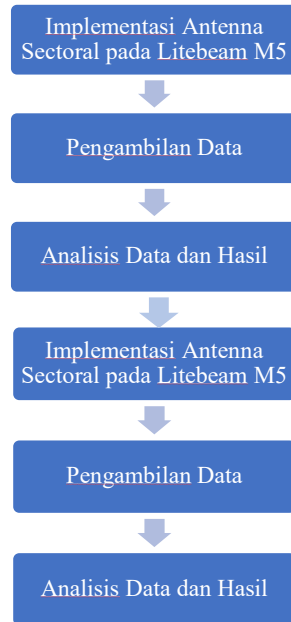 Implementasi Antenna
Sectoral pada Litebeam M5
Pengambilan Data
Analisis Data dan Hasil
Implementasi Antenna
Sectoral pada Litebeam M5
Pengambilan Data
Analisis Data dan Hasil